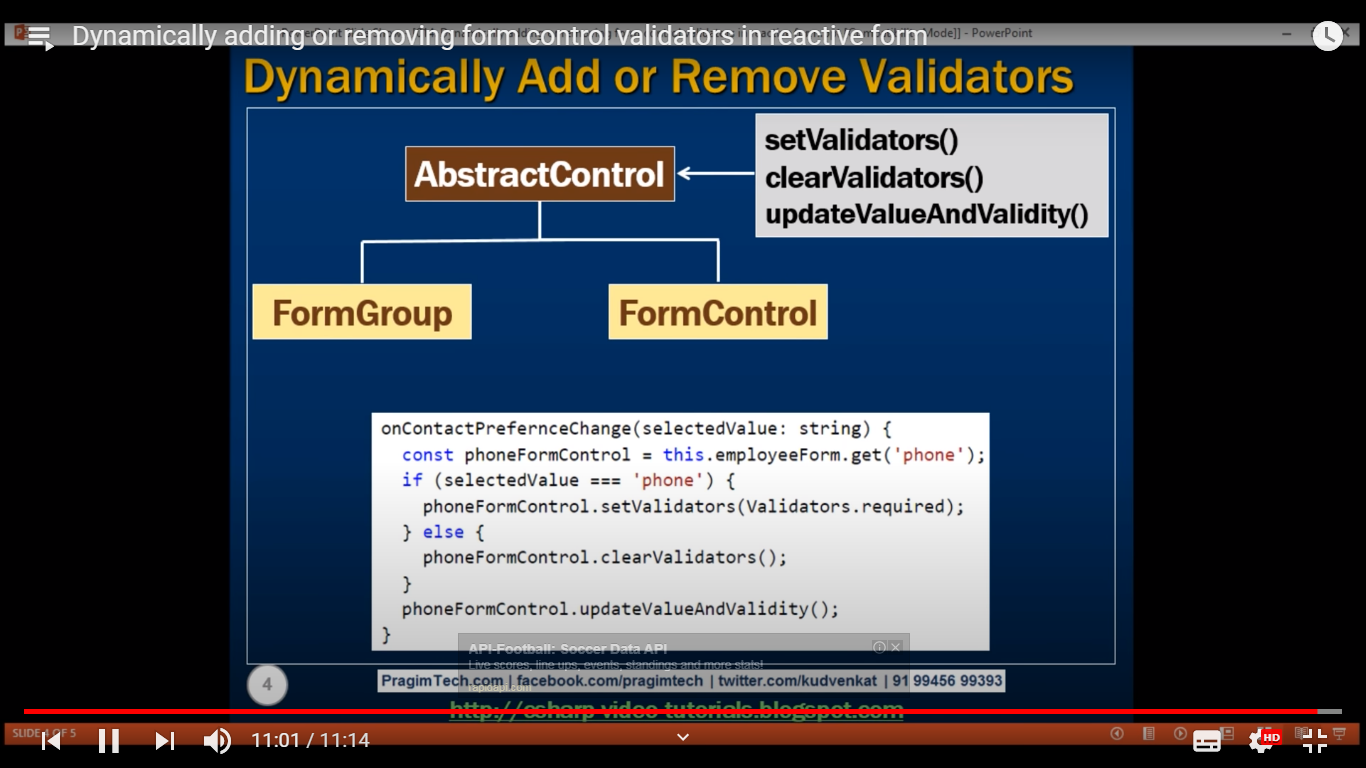 Dynamically adding or removing form control validators in reactive form
Mode]] - PowerPoint
Dynamically Add or Remove Validators
AbstractControl
setValidators()
clearValidators()
updateValueAndValidity()
FormGroup
FormControl
onContactPrefernceChange(selectedValue: string) {
const phoneFormControl = this.employeeForm.get('phone');
if (selectedValue === 'phone') {
phoneFormControl.setValidators(Validators.required);
} else {
phoneFormControl.clearValidators();
}
phoneFormControl.updateValueAndValidity();
}
API-Football: Soccer Data API
Live scores, line ups, events, standings and more stats!
4
PragimTech.com | facebook.com/pragimtech | twitter.com/kudvenkat | 91 99456 99393
http://csharp-video-tutorials.blogspot.com
SLIDE 4 OF 5
11:01 / 11:14
HD